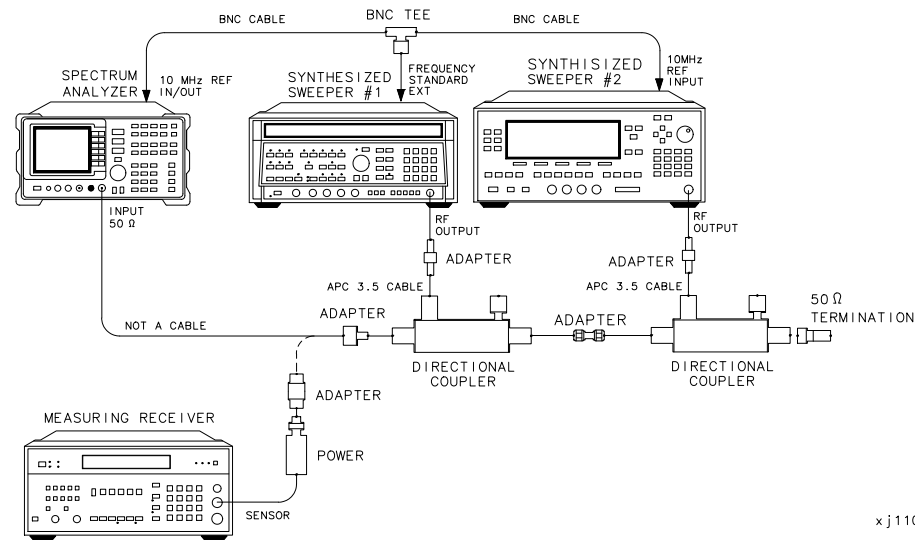 BNC CABLE
BNC TEE
BNC CABLE
SPECTRUM
ANALYZER
10 MHz REF
IN/OUT
SYNTHESIZED
SWEEPER #1
FREQUENCY
STANDARD
EXT
SYNTHISIZED
SWEEPER #2
10MHz
REF
INPUT
INPUT
50 Ω
RF
OUTPUT
RF
OUTPUT
ADAPTER
ADAPTER
APC 3.5 CABLE
APC 3.5 CABLE
50 Ω
TERMINATION
NOT A CABLE
ADAPTER
ADAPTER
DIRECTIONAL
COUPLER
DIRECTIONAL
COUPLER
ADAPTER
MEASURING RECEIVER
POWER
SENSOR
xj110